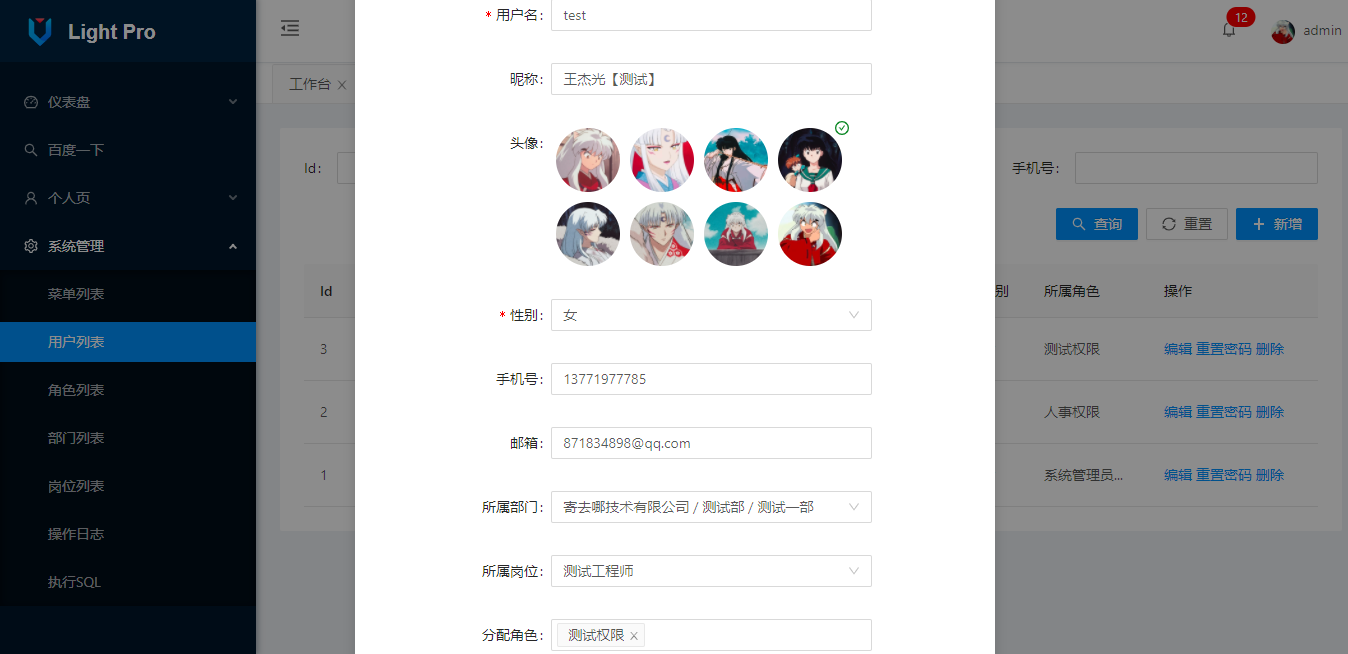 Light Pro
仪表盘
百度一下
个人页
系统管理
菜单列表
用户列表
角色列表
部门列表
岗位列表
操作日志
执行SQL
工作台
12
admin
Id:
手机号:
查询
重置
新增
Id
别 所属角色 操作
3 测试权限 编辑 重置密码 删除
2 人事权限 编辑 重置密码 删除
1 系统管理员... 编辑 重置密码 删除
* 用户名: test
昵称: 王杰光【测试】
头像:
* 性别: 女
手机号: 13771977785
邮箱: 871834898@qq.com
所属部门: 寄去哪技术有限公司 / 测试部 / 测试一部
所属岗位: 测试工程师
分配角色: 测试权限